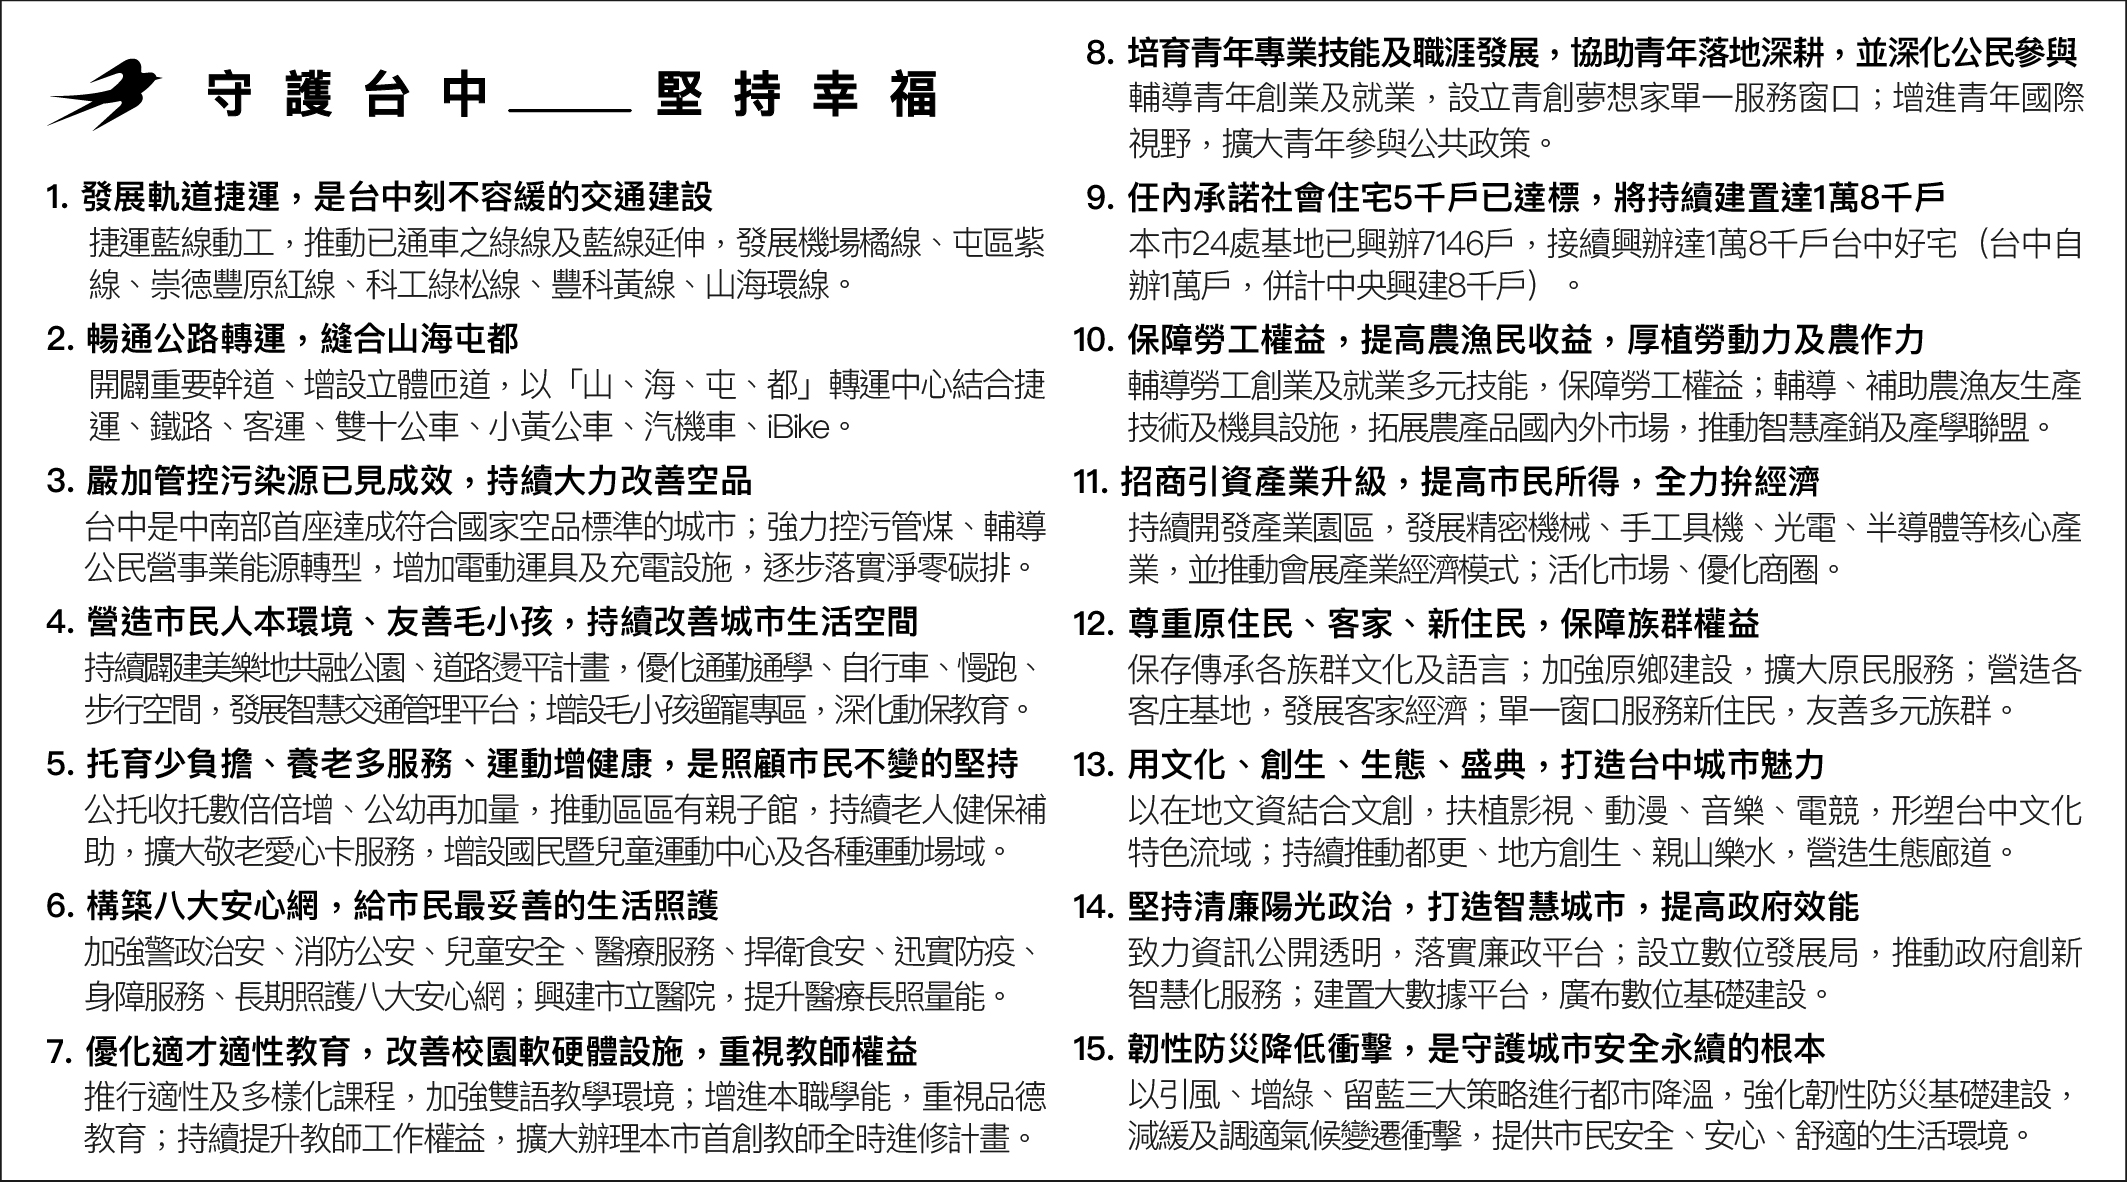 守護台中____堅持幸福
1. 發展軌道捷運，是台中刻不容緩的交通建設
捷運藍線動工，推動已通車之綠線及藍線延伸，發展機場橘線、屯區紫
線、崇德豐原紅線、科工綠松線、豐科黃線、山海環線。
2. 暢通公路轉運，縫合山海屯都
開闢重要幹道、增設立體匝道，以「山、海、屯、都」轉運中心結合捷
運、鐵路、客運、雙十公車、小黃公車、汽機車、iBike。
3. 嚴加管控污染源已見成效，持續大力改善空品
台中是中南部首座達成符合國家空品標準的城市；強力控污管煤、輔導
公民營事業能源轉型，增加電動運具及充電設施，逐步落實淨零碳排。
4. 營造市民人本環境、友善毛小孩，持續改善城市生活空間
持續闢建美樂地共融公園、道路燙平計畫，優化通勤通學、自行車、慢跑、
步行空間，發展智慧交通管理平台；增設毛小孩遛寵專區，深化動保教育。
5. 托育少負擔、養老多服務、運動增健康，是照顧市民不變的堅持
公托收托數倍倍增、公幼再加量，推動區區有親子館，持續老人健保補
助，擴大敬老愛心卡服務，增設國民暨兒童運動中心及各種運動場域。
6. 構築八大安心網，給市民最妥善的生活照護
加強警政治安、消防公安、兒童安全、醫療服務、捍衛食安、迅實防疫、
身障服務、長期照護八大安心網；興建市立醫院，提升醫療長照量能。
7. 優化適才適性教育，改善校園軟硬體設施，重視教師權益
推行適性及多樣化課程，加強雙語教學環境；增進本職學能，重視品德
教育；持續提升教師工作權益，擴大辦理本市首創教師全時進修計畫。
8. 培育青年專業技能及職涯發展，協助青年落地深耕，並深化公民參與
輔導青年創業及就業，設立青創夢想家單一服務窗口；增進青年國際
視野，擴大青年參與公共政策。
9. 任內承諾社會住宅5千戶已達標，將持續建置達1萬8千戶
本市24處基地已興辦7146戶，接續興辦達1萬8千戶台中好宅（台中自
辦1萬戶，併計中央興建8千戶）。
10. 保障勞工權益，提高農漁民收益，厚植勞動力及農作力
輔導勞工創業及就業多元技能，保障勞工權益；輔導、補助農漁友生產
技術及機具設施，拓展農產品國內外市場，推動智慧產銷及產學聯盟。
11. 招商引資產業升級，提高市民所得，全力拚經濟
持續開發產業園區，發展精密機械、手工具機、光電、半導體等核心產
業，並推動會展產業經濟模式；活化市場、優化商圈。
12. 尊重原住民、客家、新住民，保障族群權益
保存傳承各族群文化及語言；加強原鄉建設，擴大原民服務；營造各
客庄基地，發展客家經濟；單一窗口服務新住民，友善多元族群。
13. 用文化、創生、生態、盛典，打造台中城市魅力
以在地文資結合文創，扶植影視、動漫、音樂、電競，形塑台中文化
特色流域；持續推動都更、地方創生、親山樂水，營造生態廊道。
14. 堅持清廉陽光政治，打造智慧城市，提高政府效能
致力資訊公開透明，落實廉政平台；設立數位發展局，推動政府創新
智慧化服務；建置大數據平台，廣布數位基礎建設。
15. 韌性防災降低衝擊，是守護城市安全永續的根本
以引風、增綠、留藍三大策略進行都市降溫，強化韌性防災基礎建設，
減緩及調適氣候變遷衝擊，提供市民安全、安心、舒適的生活環境。